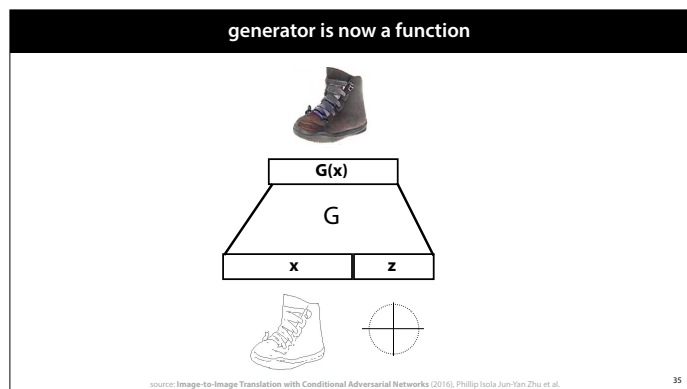 generator is now a function
G(x)
G
x z
source: Image-to-Image Translation with Conditional Adversarial Networks (2016), Phillip Isola Jun-Yan Zhu et al.
35